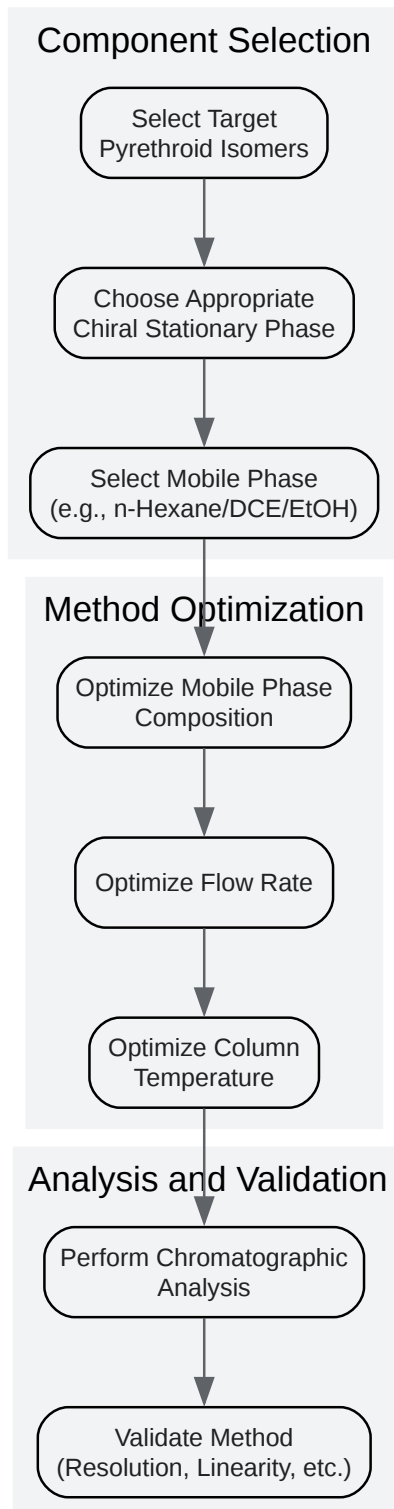 Component Selection
Select Target
Pyrethroid Isomers
Choose Appropriate
Chiral Stationary Phase
Select Mobile Phase
(e.g., n-Hexane/DCE/EtOH)
Method Optimization
Optimize Mobile Phase
Composition
Optimize Flow Rate
Optimize Column
Temperature
Analysis and Validation
Perform Chromatographic
Analysis
Validate Method
(Resolution, Linearity, etc.)